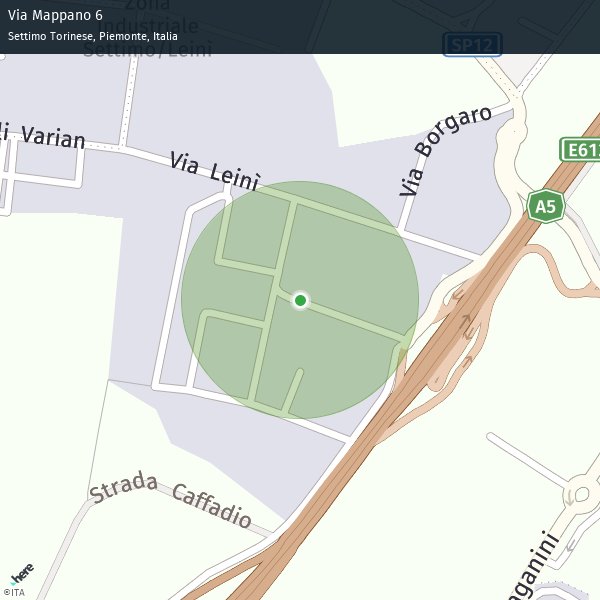 Via Mappano 6
Settimo Torinese, Piemonte, Italia
Zona
Industriale
Settimo/Leinì
SP12
li Varian
Via Leinì
Via Borgaro
E612
A5
Strada Caffadio
aganini
here
©ITA